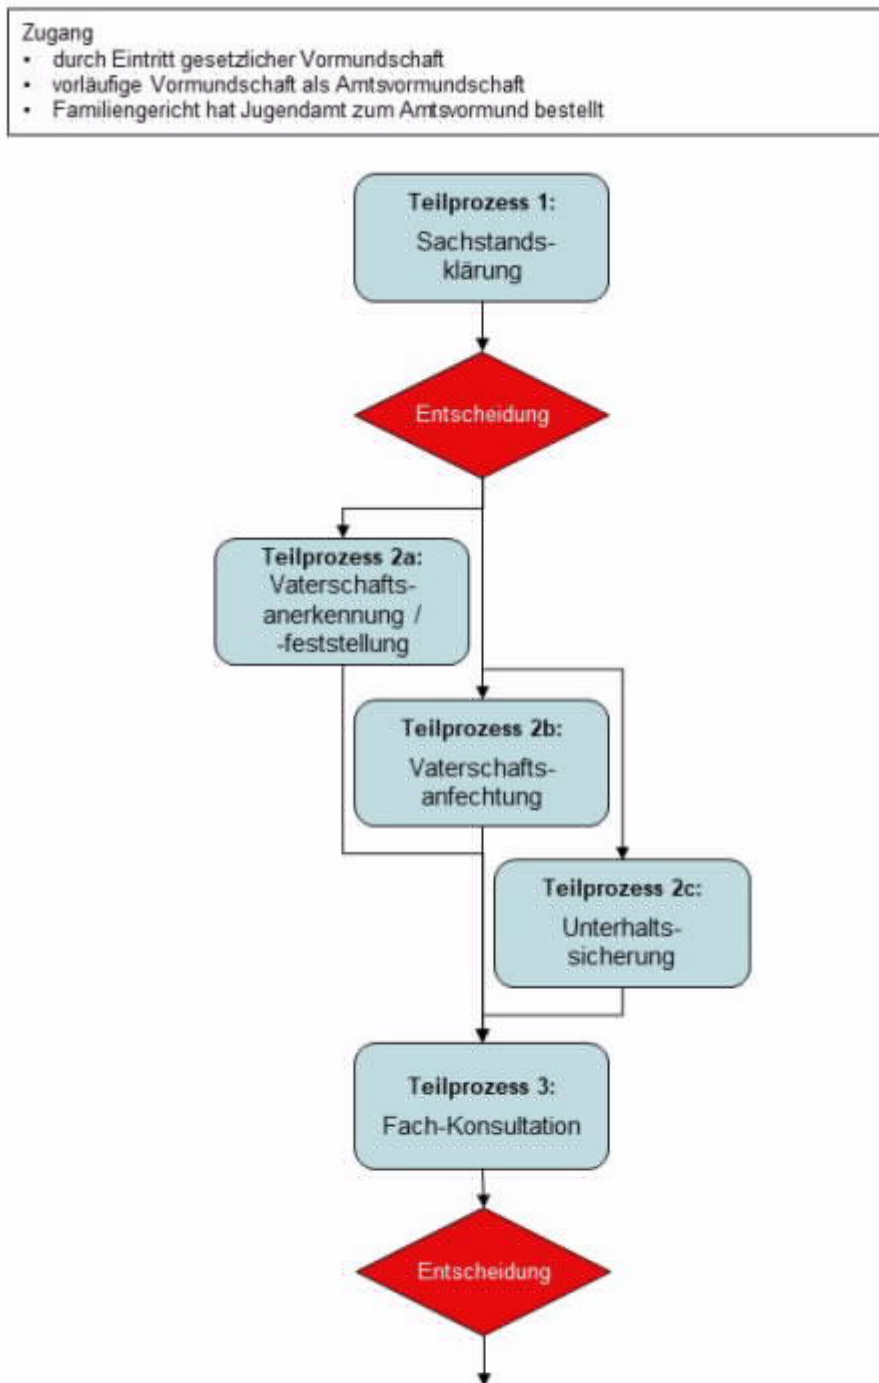 Zugang
• durch Eintritt gesetzlicher Vormundschaft
• vorläufige Vormundschaft als Amtsvormundschaft
• Familiengericht hat Jugendamt zum Amtsvormund bestellt
Teilprozess 1:
Sachstands-
klärung
Entscheidung
Teilprozess 2a:
Vaterschafts-
anerkennung /
-feststellung
Teilprozess 2b:
Vaterschafts-
anfechtung
Teilprozess 2c:
Unterhalts-
sicherung
Teilprozess 3:
Fach-Konsultation
Entscheidung